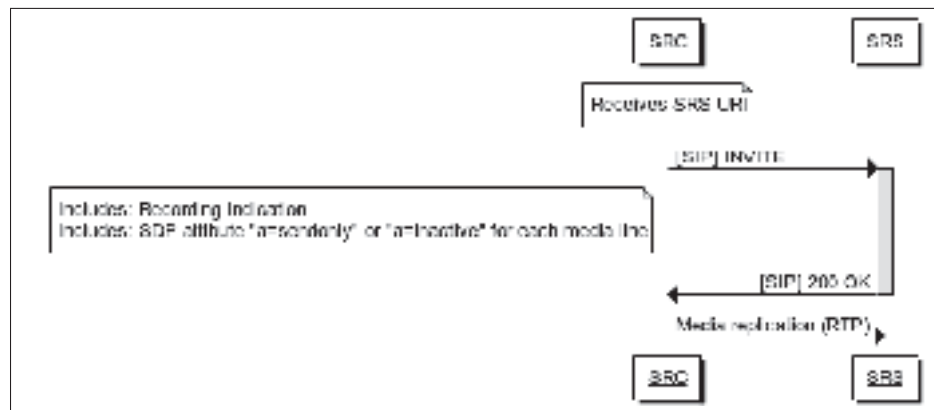 SRC
SRS
Receives SRS URI
[SIP] INVITE
Includes: Recording Indication
Includes: SDP attribute "a=sendonly" or "a=inactive" for each media line
[SIP] 200 OK
Media replication (RTP)
SRC
SRS